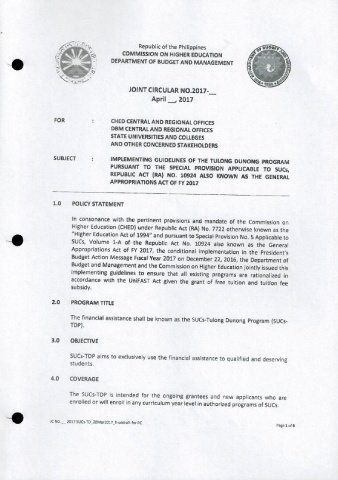 Republic of the Philippines
COMMISSION ON HIGHER EDUCATION
DEPARTMENT OF BUDGET AND MANAGEMENT
JOINT CIRCULAR NO.2017-__
April __, 2017
FOR : CHED CENTRAL AND REGIONAL OFFICES
DBM CENTRAL AND REGIONAL OFFICES
STATE UNIVERSITIES AND COLLEGES
AND OTHER CONCERNED STAKEHOLDERS
SUBJECT : IMPLEMENTING GUIDELINES OF THE TULONG DUNONG PROGRAM
PURSUANT TO THE SPECIAL PROVISION APPLICABLE TO SUCs,
REPUBLIC ACT (RA) NO. 10924 ALSO KNOWN AS THE GENERAL
APPROPRIATIONS ACT OF FY 2017
1.0 POLICY STATEMENT
In consonance with the pertinent provisions and mandate of the Commission on
Higher Education (CHED) under Republic Act (RA) No. 7722 otherwise known as the
"Higher Education Act of 1994" and pursuant to Special Provision No. 5 Applicable to
SUCs, Volume 1-A of the Republic Act No. 10924 also known as the General
Appropriations Act of FY 2017, the conditional implementation in the President's
Budget Action Message Fiscal Year 2017 on December 22, 2016, the Department of
Budget and Management and the Commission on Higher Education jointly issued this
implementing guidelines to ensure that all existing programs are rationalized in
accordance with the UniFAST Act given the grant of free tuition and tuition fee
subsidy.
2.0 PROGRAM TITLE
The financial assistance shall be known as the SUCs-Tulong Dunong Program (SUCs-
TDP).
3.0 OBJECTIVE
SUCs-TDP aims to exclusively use the financial assistance to qualified and deserving
students.
4.0 COVERAGE
The SUCs-TDP is intended for the ongoing grantees and new applicants who are
enrolled or will enroll in any curriculum year level in authorized programs of SUCs.
JC No. __ 2017 SUCs TD
Page 1 of 6